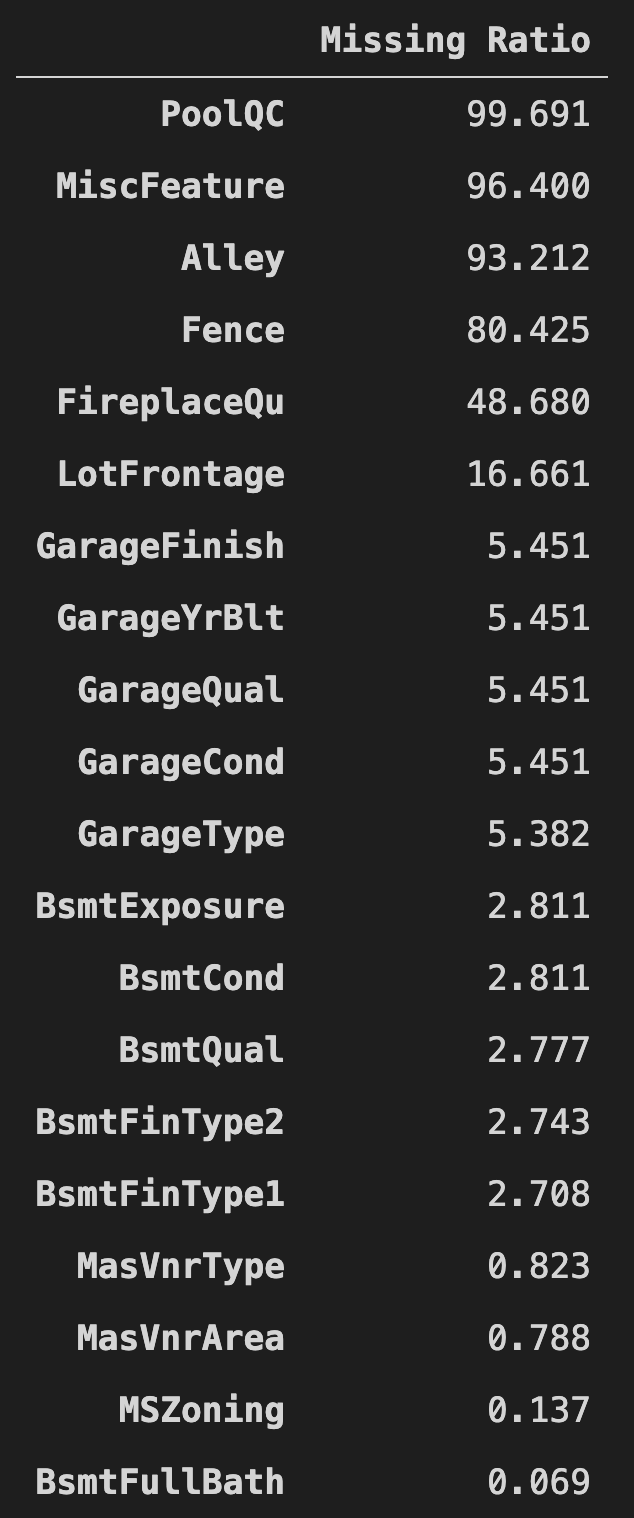 Missing Ratio
PoolQC 99.691
MiscFeature 96.400
Alley 93.212
Fence 80.425
FireplaceQu 48.680
LotFrontage 16.661
GarageFinish 5.451
GarageYrBlt 5.451
GarageQual 5.451
GarageCond 5.451
GarageType 5.382
BsmtExposure 2.811
BsmtCond 2.811
BsmtQual 2.777
BsmtFinType2 2.743
BsmtFinType1 2.708
MasVnrType 0.823
MasVnrArea 0.788
MSZoning 0.137
BsmtFullBath 0.069